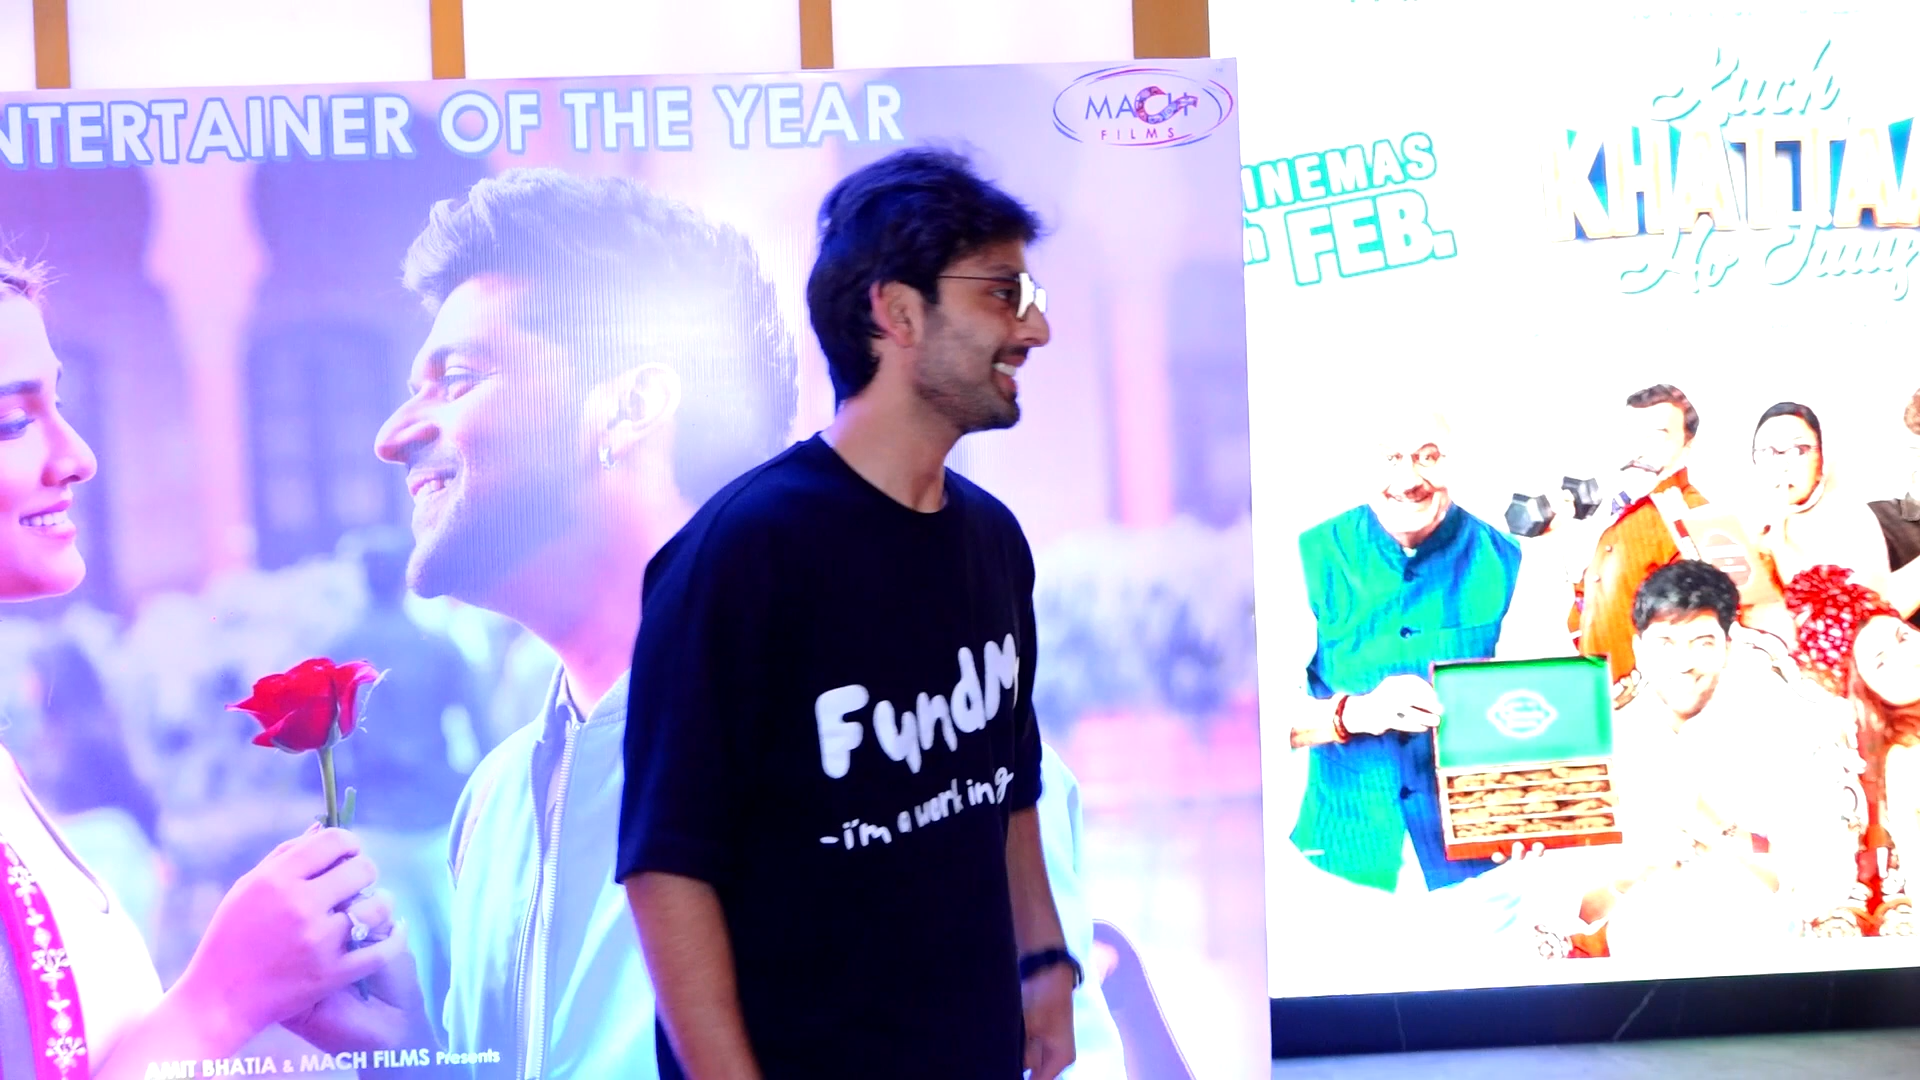 NTERTAINER OF THE YEAR
MACH
FILMS
INEMAS
FEB.
Kuch
KHATTAA
Ho Jaay
FundM
-i'm a working
AMIT BHATIA & MACH FILMS Presents